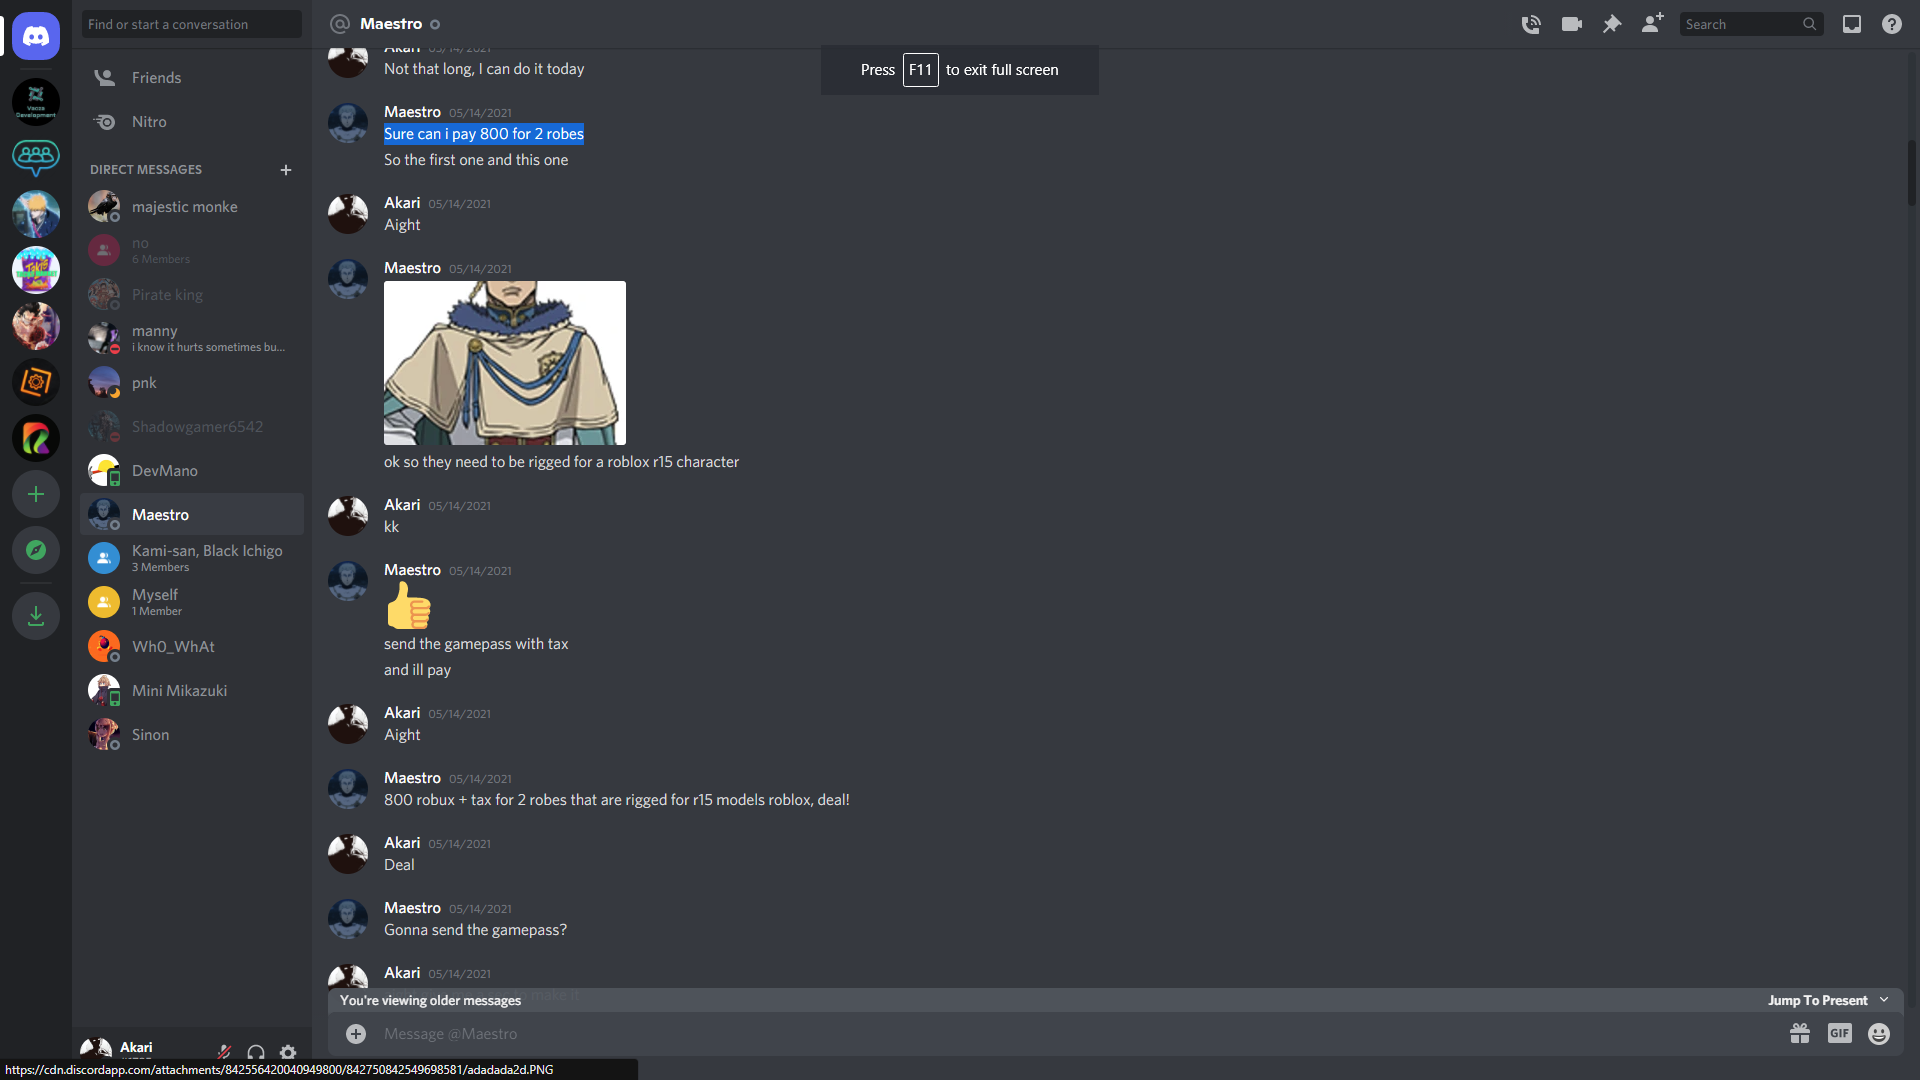 Find or start a conversation
Friends
Nitro
DIRECT MESSAGES
majestic monke
no
6 Members
Pirate king
manny
i know it hurts sometimes bu...
pnk
Shadowgamer6542
DevMano
Maestro
Kami-san, Black Ichigo
3 Members
Myself
1 Member
Wh0_WhAt
Mini Mikazuki
Sinon
Akari
Maestro
Search
Press F11 to exit full screen
Akari 05/14/2021
Not that long, I can do it today
Maestro 05/14/2021
Sure can i pay 800 for 2 robes
So the first one and this one
Akari 05/14/2021
Aight
Maestro 05/14/2021
ok so they need to be rigged for a roblox r15 character
Akari 05/14/2021
kk
Maestro 05/14/2021
send the gamepass with tax
and ill pay
Akari 05/14/2021
Aight
Maestro 05/14/2021
800 robux + tax for 2 robes that are rigged for r15 models roblox, deal!
Akari 05/14/2021
Deal
Maestro 05/14/2021
Gonna send the gamepass?
Akari 05/14/2021
You're viewing older messages
Jump To Present
Message @Maestro
GIF
https://cdn.discordapp.com/attachments/842556420040949800/842750842549698581/adadada2d.PNG